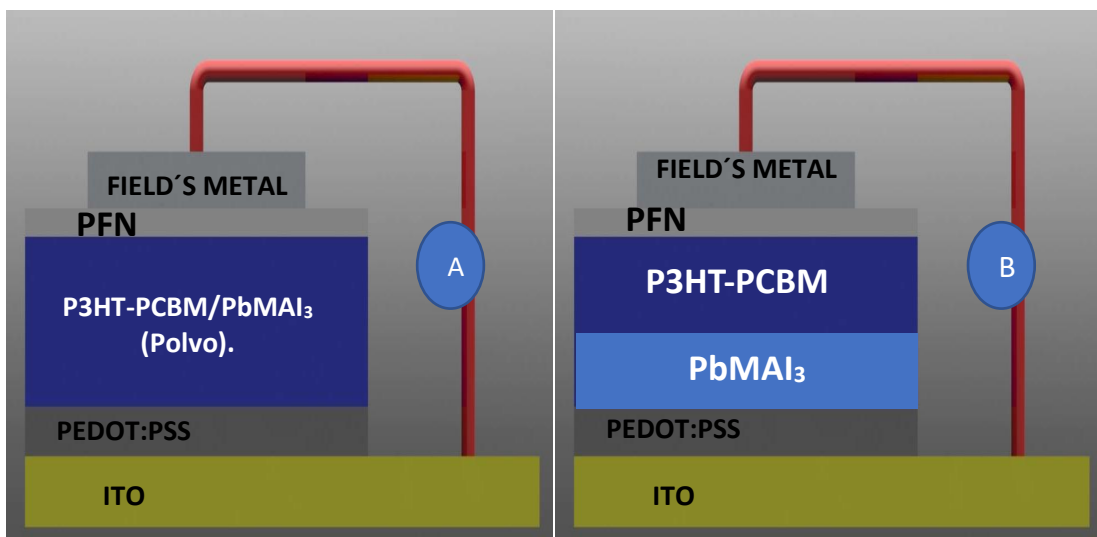 FIELD´S METAL
PFN
A
P3HT-PCBM/PbMAI₃
(Polvo).
PEDOT:PSS
ITO
FIELD´S METAL
PFN
B
P3HT-PCBM
PbMAI₃
PEDOT:PSS
ITO